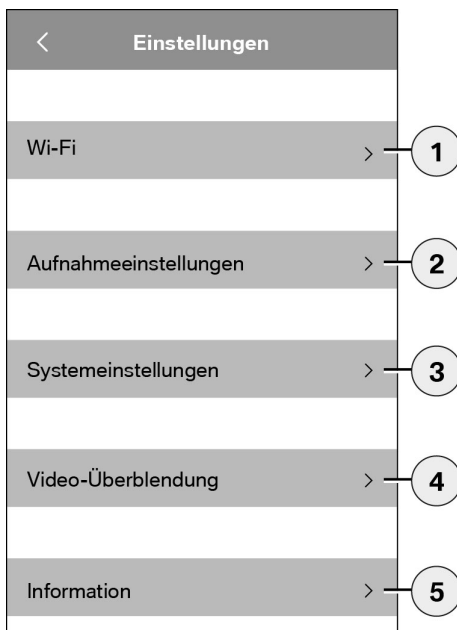 Einstellungen
Wi-Fi 1
Aufnahmeeinstellungen 2
Systemeinstellungen 3
Video-Überblendung 4
Information 5